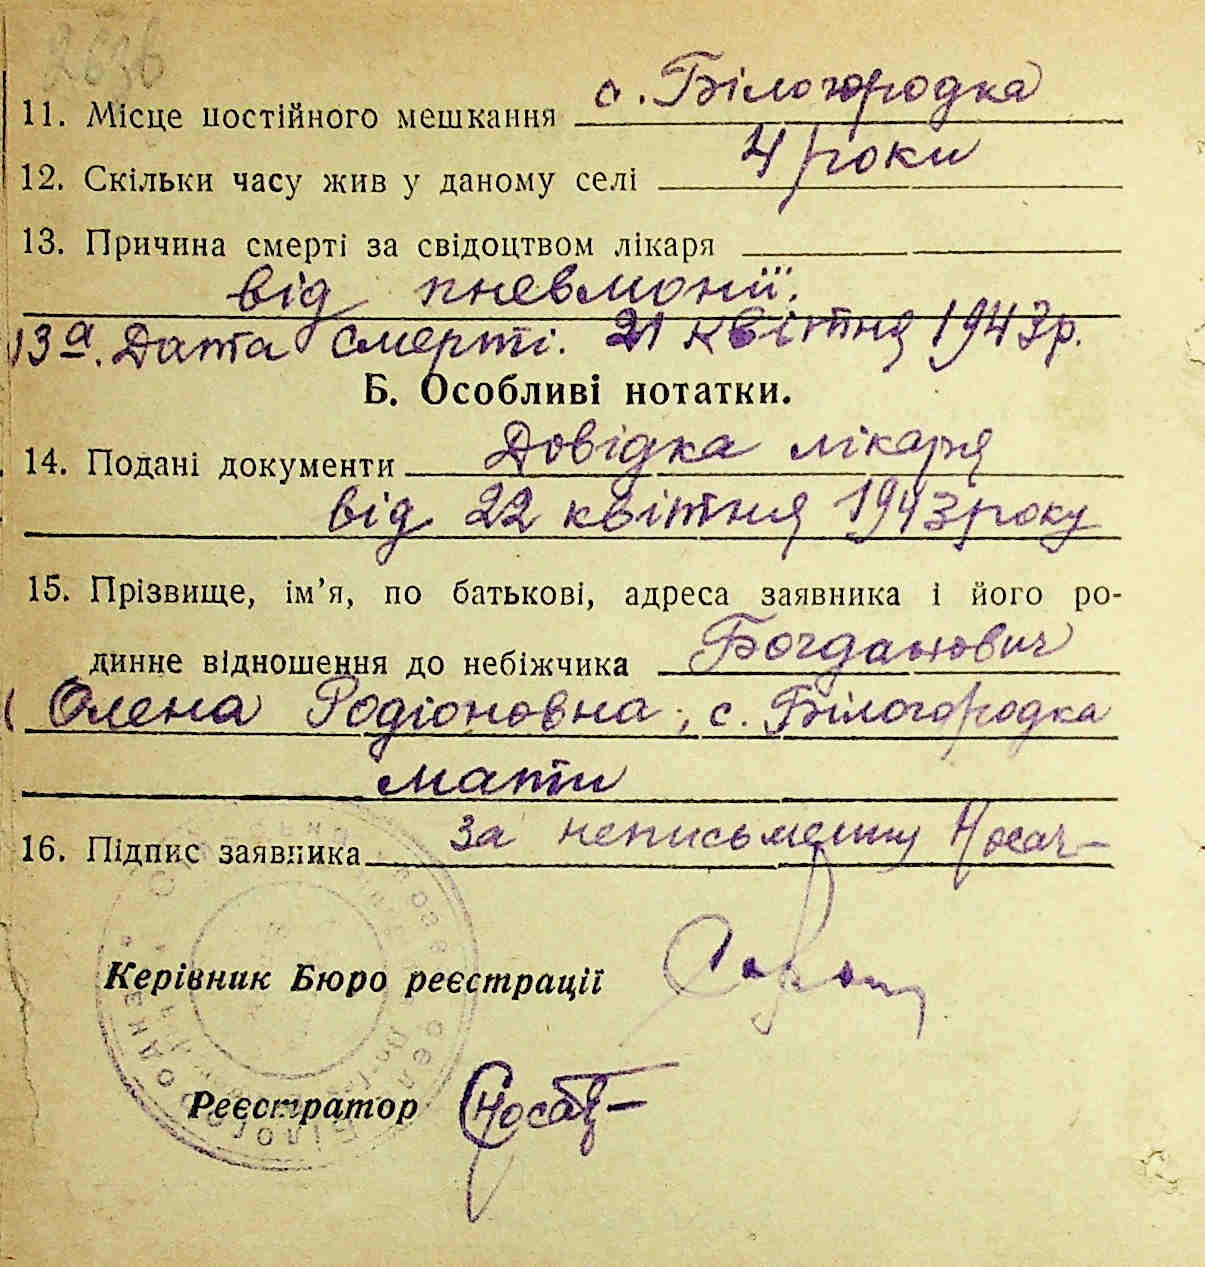 2636
11. Місце постійного мешкання с. Білогородка
12. Скільки часу жив у даному селі 4 роки
13. Причина смерті за свідоцтвом лікаря
від пневмонії.
13а. Дата смерті. 21 квітня 1943 р.
Б. Особливі нотатки.
14. Подані документи Довідка лікаря
від 22 квітня 1943 року
15. Прізвище, ім’я, по батькові, адреса заявника і його ро-
динне відношення до небіжчика Богданович
Олена Родіоновна; с. Білогородка
мати
16. Підпис заявника за неписьменну Носач
Керівник Бюро реєстрації
Реєстратор Носач